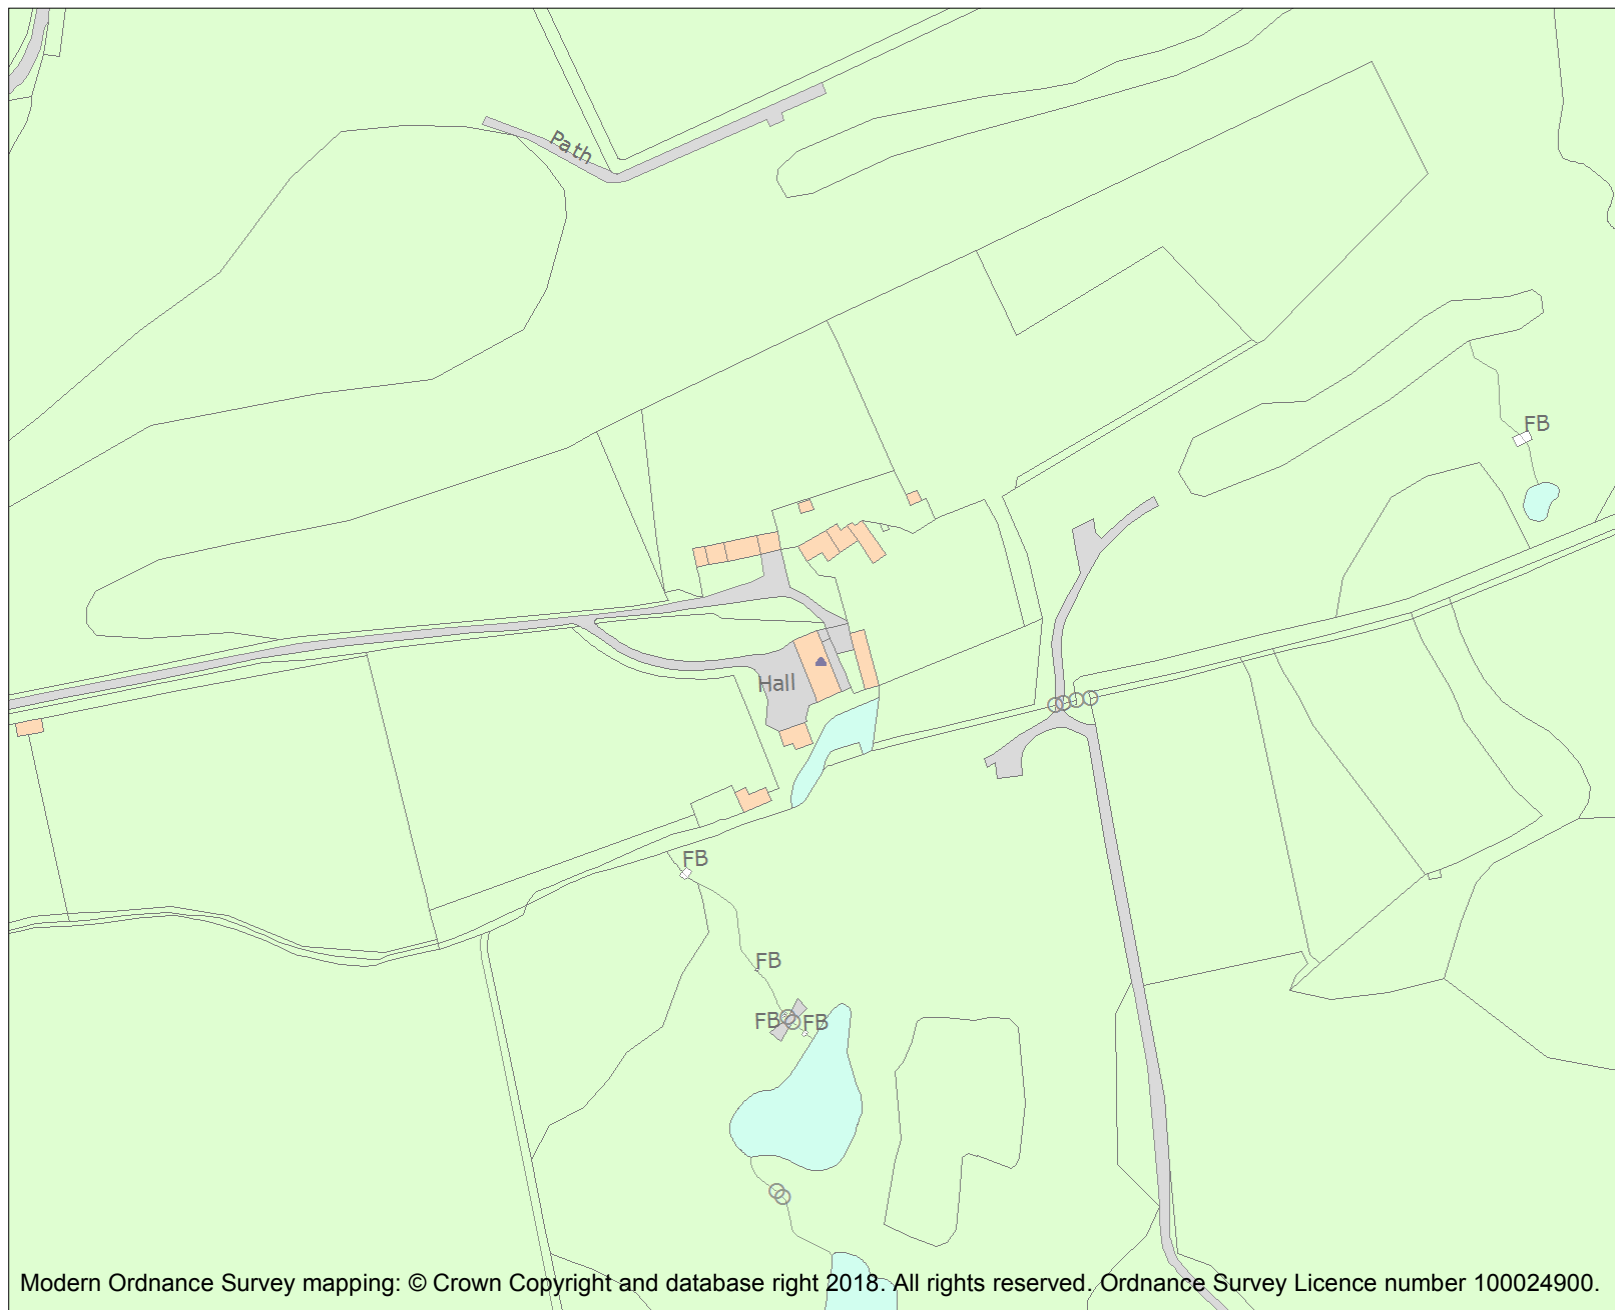 Path
FB
Hall
FB
FB
FB FB
Modern Ordnance Survey mapping: © Crown Copyright and database right 2018. All rights reserved. Ordnance Survey Licence number 100024900.